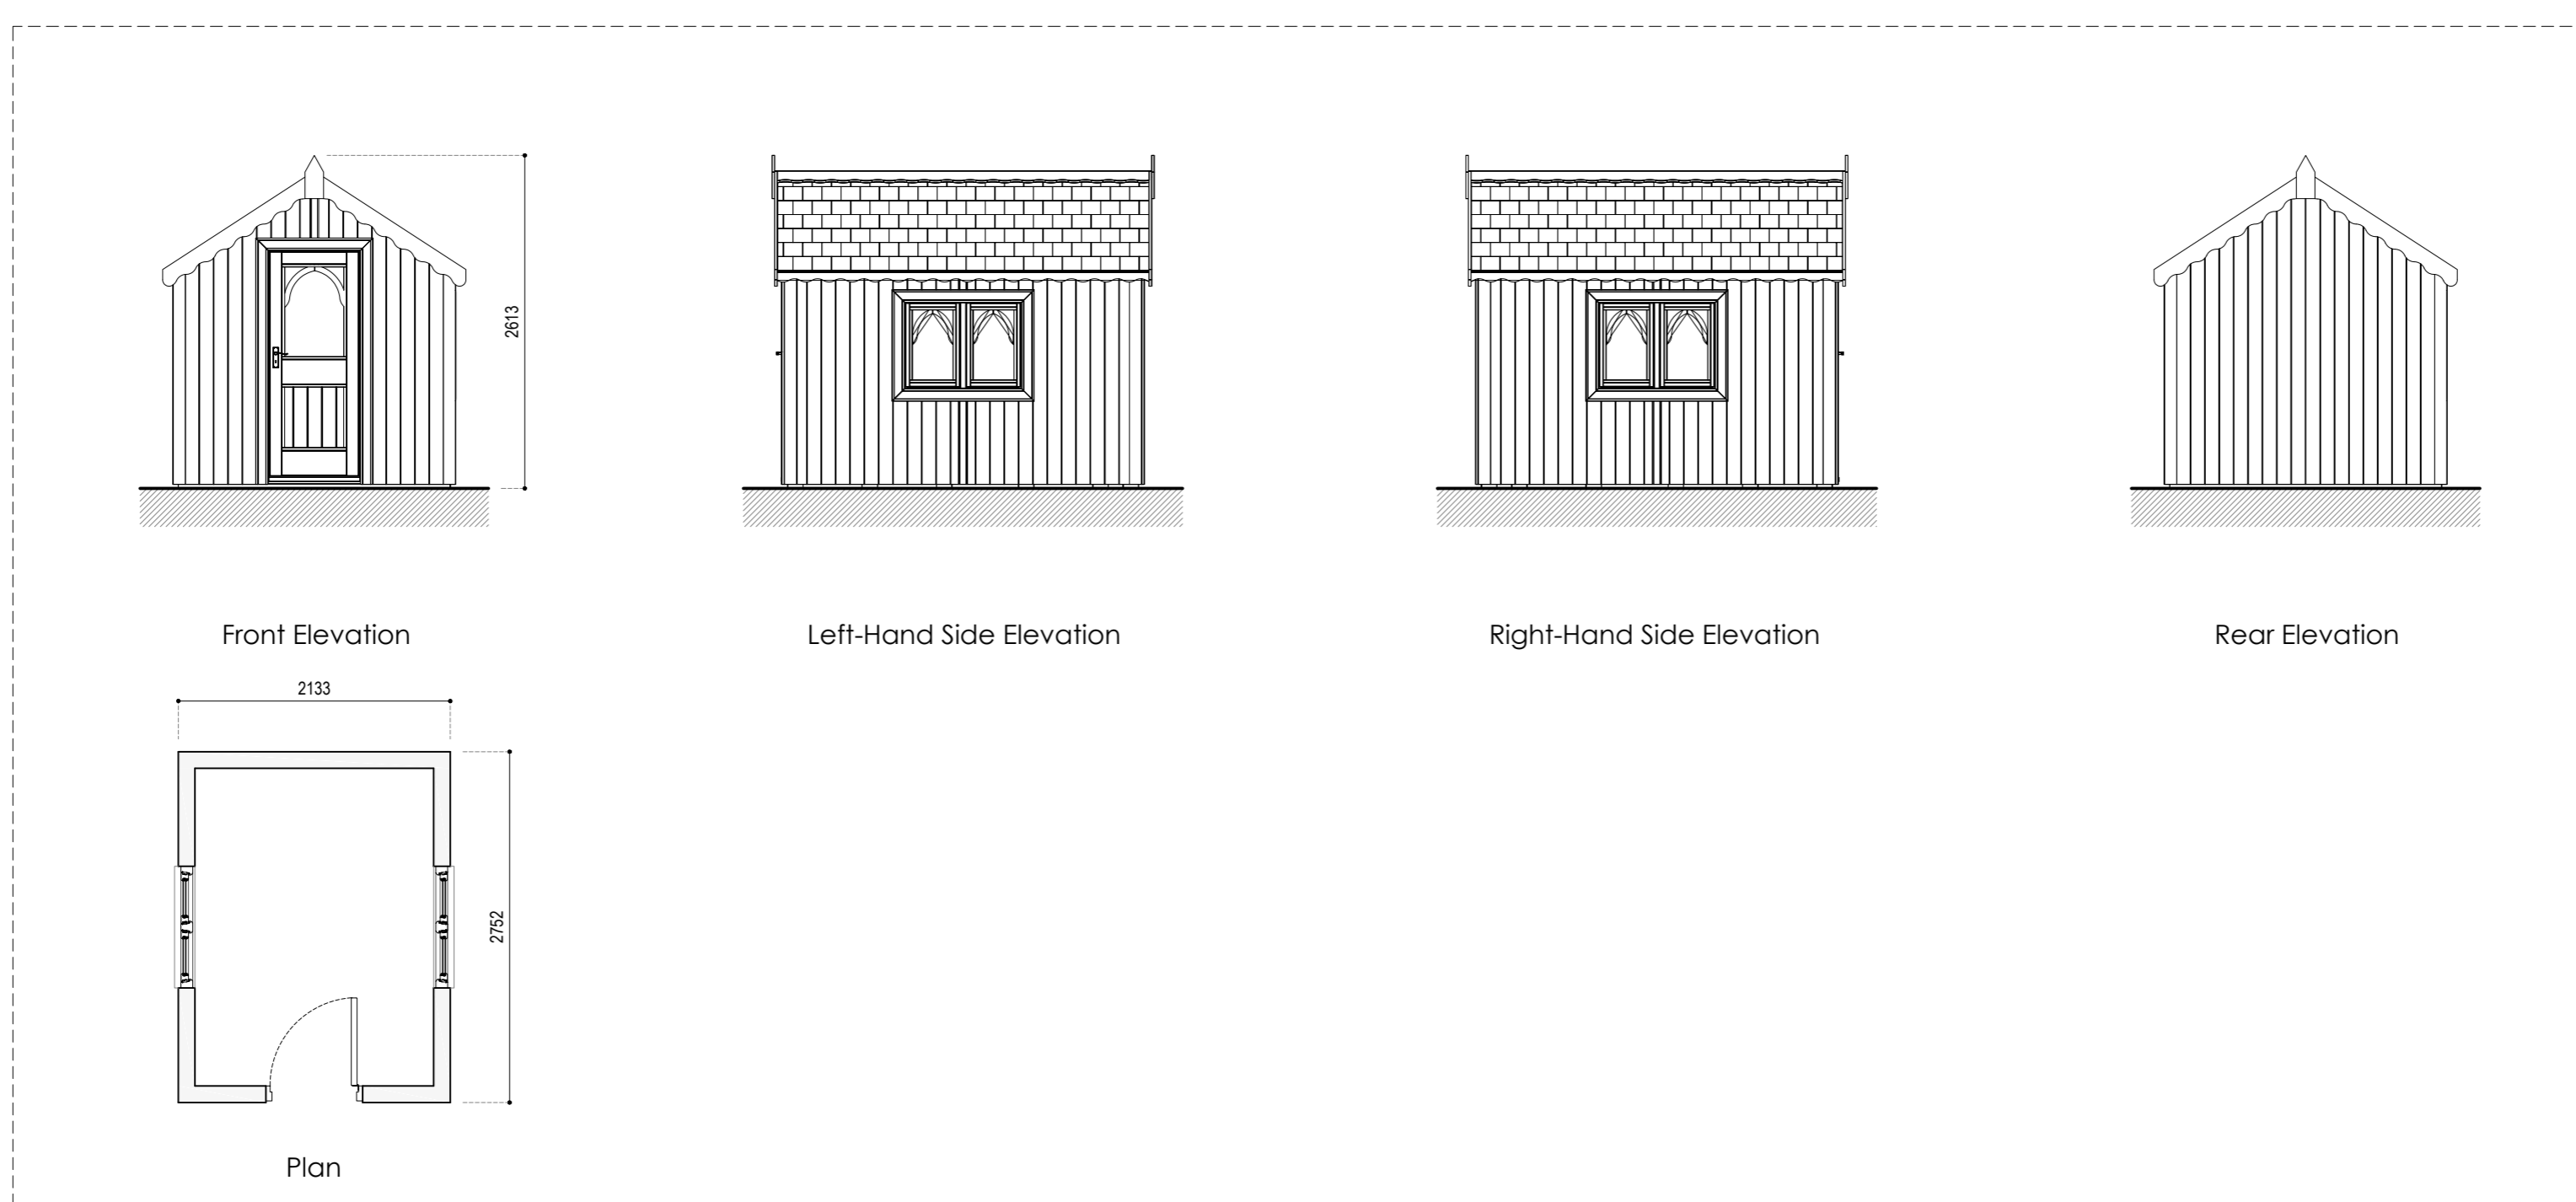 2613
Front Elevation
Left-Hand Side Elevation
Right-Hand Side Elevation
Rear Elevation
2133
2752
Plan